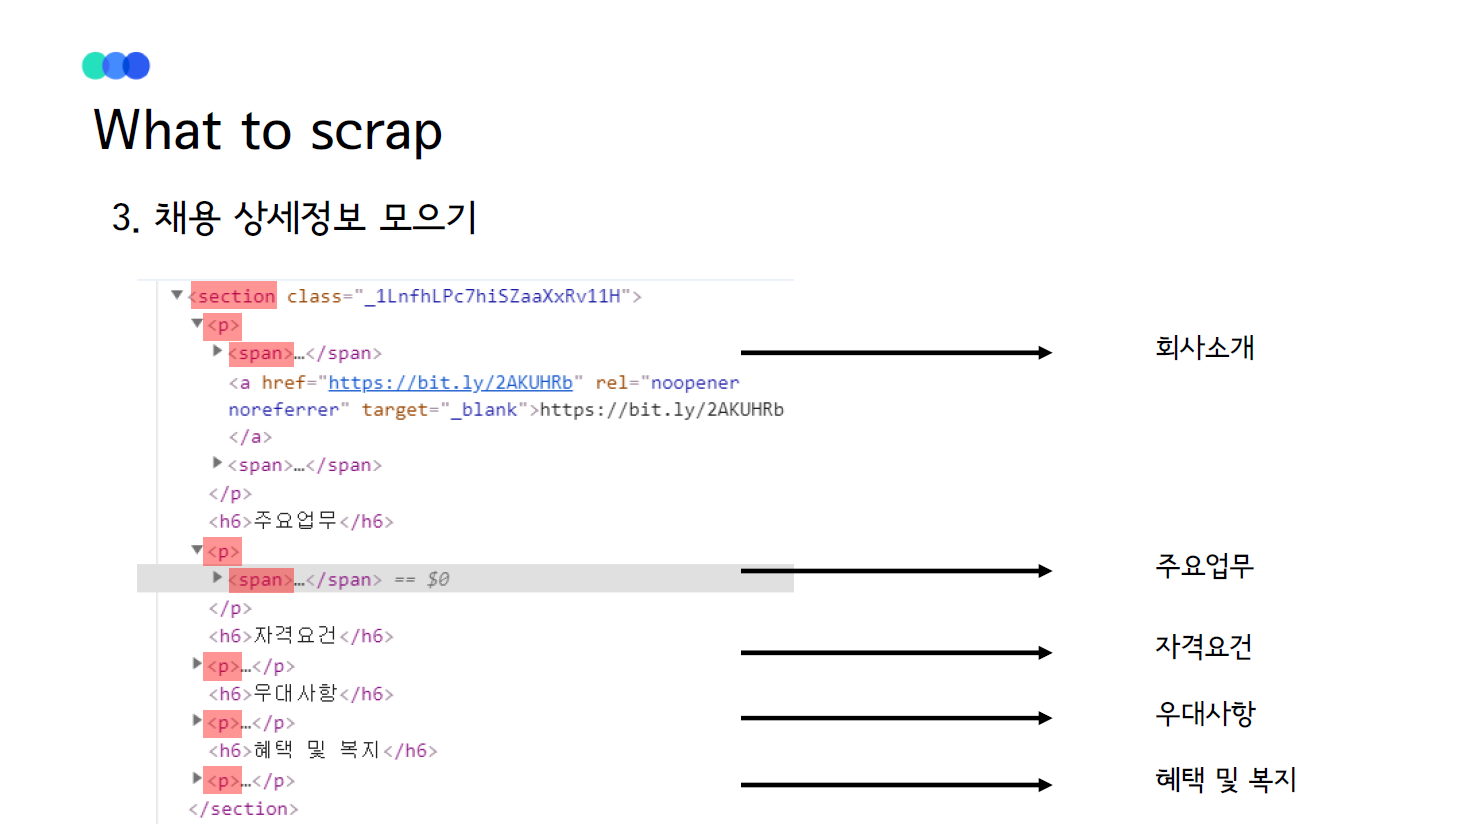 What to scrap
3. 채용 상세정보 모으기
▼<section class="_1LnfhLPc7hiSZaaXxRv11H">
▼<p>
▶<span>…</span>
회사소개
<a href="https://bit.ly/2AKUHRb" rel="noopener
noreferrer" target="_blank">https://bit.ly/2AKUHRb
</a>
▶<span>…</span>
</p>
<h6>주요업무</h6>
▼<p>
주요업무
▶<span>…</span> == $0
</p>
<h6>자격요건</h6>
자격요건
▶<p>…</p>
<h6>우대사항</h6>
우대사항
▶<p>…</p>
<h6>혜택 및 복지</h6>
▶<p>…</p>
혜택 및 복지
</section>